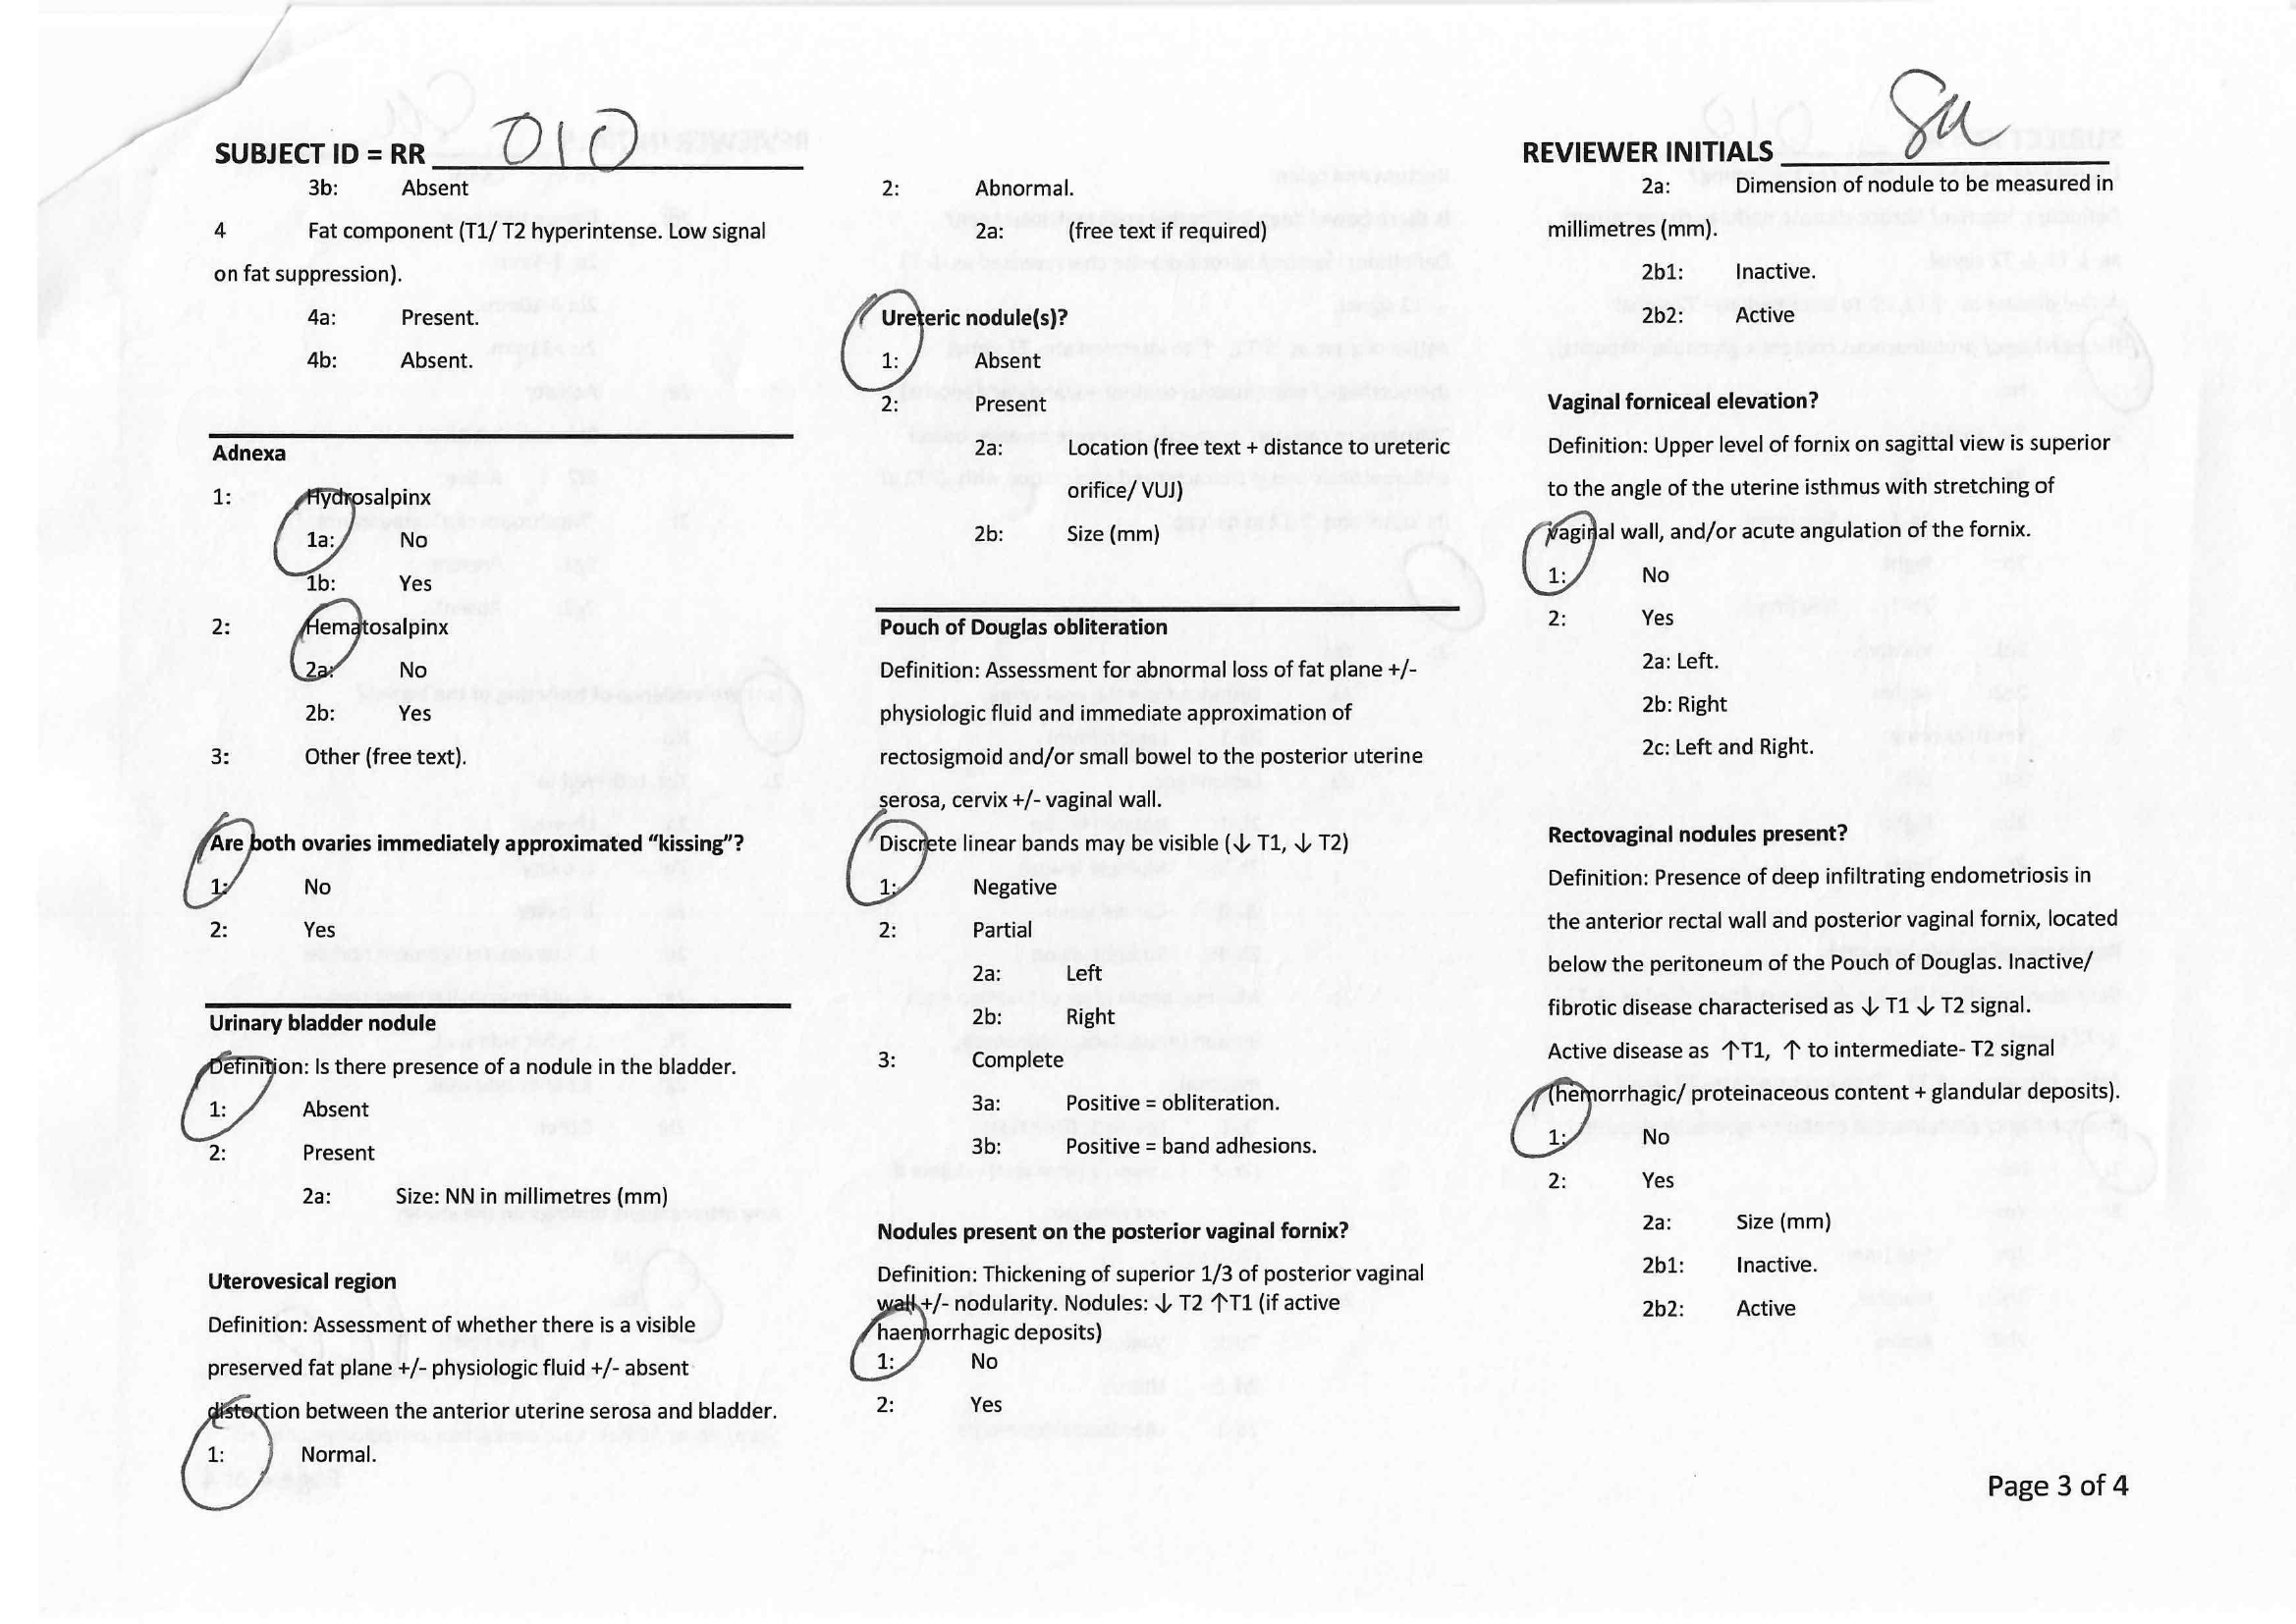 SUBJECT ID = RR 010
REVIEWER INITIALS
3b: Absent
4 Fat component (T1/ T2 hyperintense. Low signal
on fat suppression).
4a: Present.
4b: Absent.
Adnexa
1: Hydrosalpinx
1a: No
1b: Yes
2: Hematosalpinx
2a: No
2b: Yes
3: Other (free text).
Are both ovaries immediately approximated “kissing”?
1: No
2: Yes
Urinary bladder nodule
Definition: Is there presence of a nodule in the bladder.
1: Absent
2: Present
2a: Size: NN in millimetres (mm)
Uterovesical region
Definition: Assessment of whether there is a visible
preserved fat plane +/- physiologic fluid +/- absent
distortion between the anterior uterine serosa and bladder.
1: Normal.
2: Abnormal.
2a: (free text if required)
Ureteric nodule(s)?
1: Absent
2: Present
2a: Location (free text + distance to ureteric
orifice/ VUJ)
2b: Size (mm)
Pouch of Douglas obliteration
Definition: Assessment for abnormal loss of fat plane +/-
physiologic fluid and immediate approximation of
rectosigmoid and/or small bowel to the posterior uterine
serosa, cervix +/- vaginal wall.
Discrete linear bands may be visible (↓ T1, ↓ T2)
1: Negative
2: Partial
2a: Left
2b: Right
3: Complete
3a: Positive = obliteration.
3b: Positive = band adhesions.
Nodules present on the posterior vaginal fornix?
Definition: Thickening of superior 1/3 of posterior vaginal
wall +/- nodularity. Nodules: ↓ T2 ↑T1 (if active
haemorrhagic deposits)
1: No
2: Yes
2a: Dimension of nodule to be measured in
millimetres (mm).
2b1: Inactive.
2b2: Active
Vaginal forniceal elevation?
Definition: Upper level of fornix on sagittal view is superior
to the angle of the uterine isthmus with stretching of
vaginal wall, and/or acute angulation of the fornix.
1: No
2: Yes
2a: Left.
2b: Right
2c: Left and Right.
Rectovaginal nodules present?
Definition: Presence of deep infiltrating endometriosis in
the anterior rectal wall and posterior vaginal fornix, located
below the peritoneum of the Pouch of Douglas. Inactive/
fibrotic disease characterised as ↓ T1 ↓ T2 signal.
Active disease as ↑T1, ↑ to intermediate- T2 signal
(hemorrhagic/ proteinaceous content + glandular deposits).
1: No
2: Yes
2a: Size (mm)
2b1: Inactive.
2b2: Active
Page 3 of 4